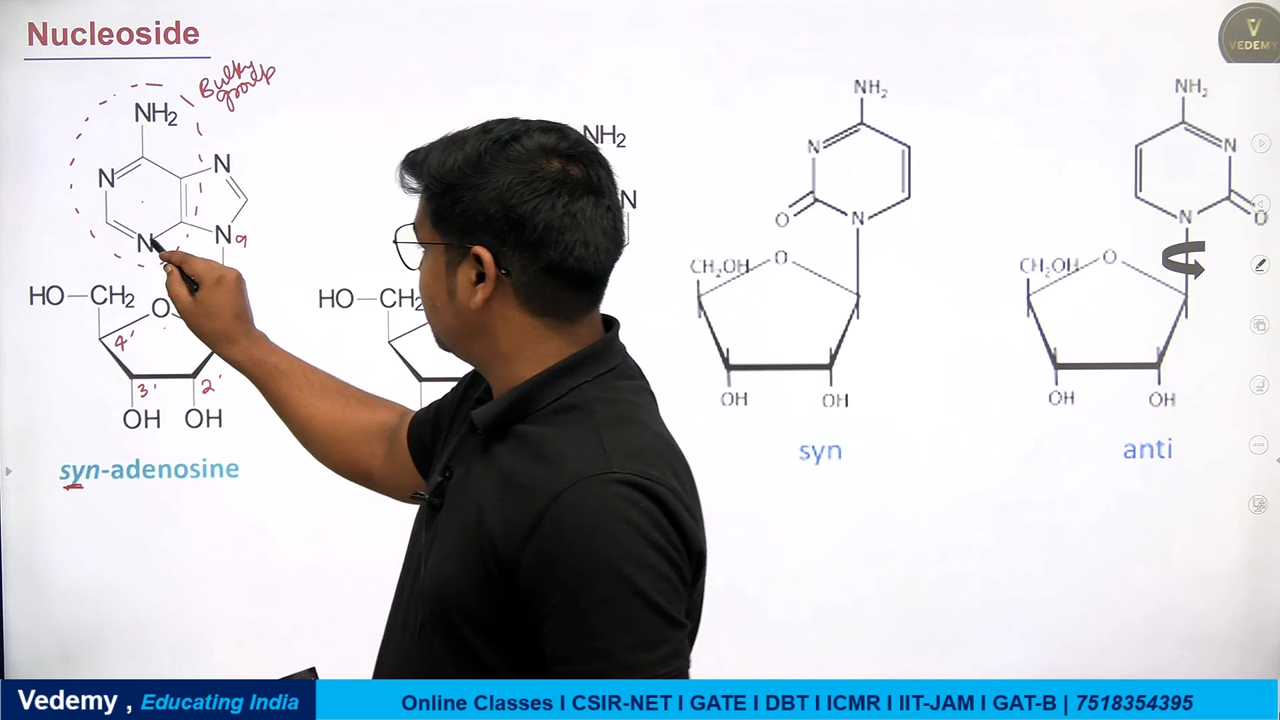 Nucleoside
V
VEDEMY
Bulky
group
NH2
N
N
N
N
9
HO
CH2
O
4'
3'
2'
OH
OH
syn-adenosine
NH2
N
HO
CH2
NH2
N
O
N
CH2OH
O
OH
OH
syn
NH2
N
N
O
CH2OH
O
OH
OH
anti
Vedemy , Educating India
Online Classes I CSIR-NET I GATE I DBT I ICMR I IIT-JAM I GAT-B | 7518354395